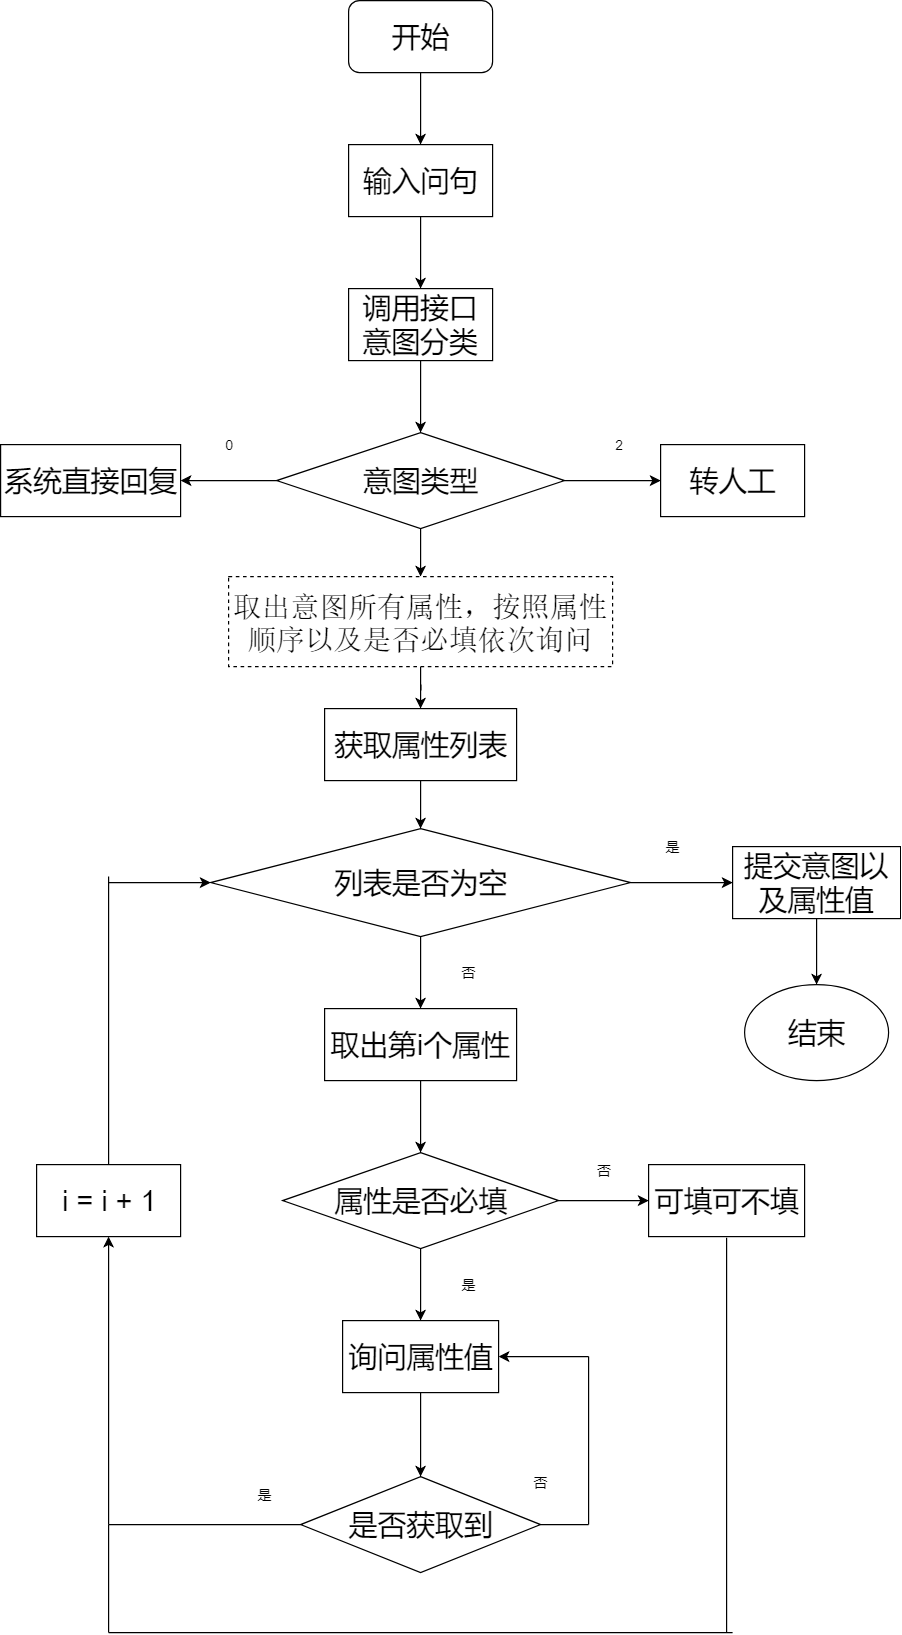 开始
输入问句
调用接口
意图分类
0
2
系统直接回复
意图类型
转人工
取出意图所有属性，按照属性
顺序以及是否必填依次询问
获取属性列表
是
列表是否为空
提交意图以
及属性值
否
结束
取出第i个属性
否
i = i + 1
属性是否必填
可填可不填
是
询问属性值
否
是
是否获取到